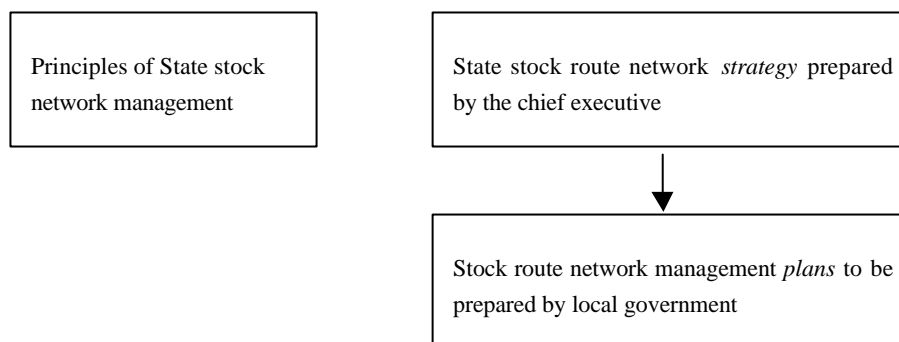 Principles of State stock
network management
State stock route network strategy prepared
by the chief executive
Stock route network management plans to be
prepared by local government